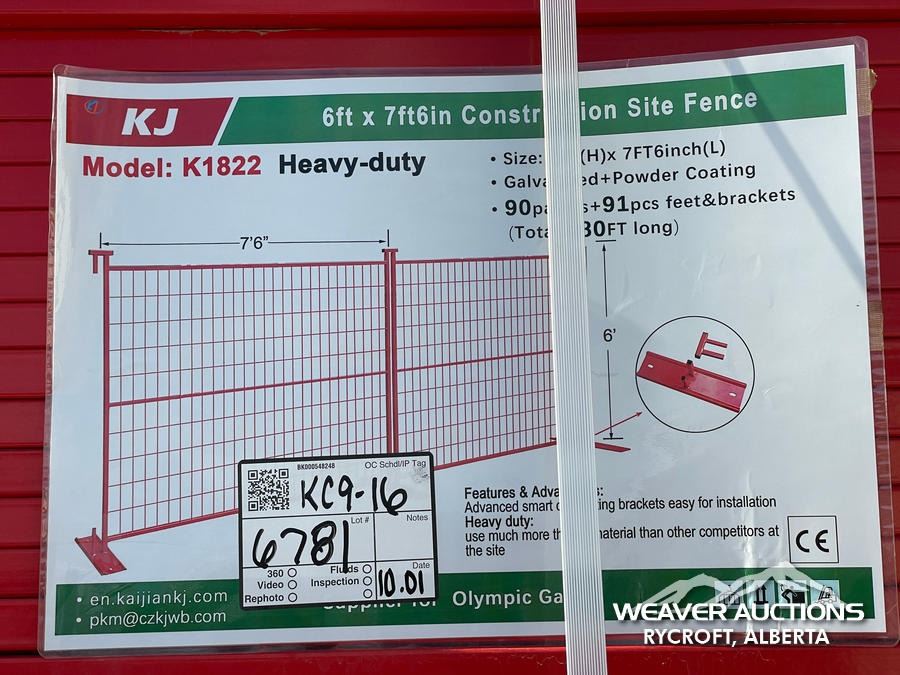 KJ
6ft x 7ft6in Constr ion Site Fence
Model: K1822 Heavy-duty
• Size: (H)x 7FT6inch(L)
• Galva ed+Powder Coating
• 90pa s+91pcs feet&brackets
(Tota 80FT long)
7'6"
6'
BK000548248 OC Schdl/IP Tag
KC9-16
Lot # Notes
6781
360 Fluids Date
Video Inspection 10.01
Rephoto
Features & Adva s:
Advanced smart c ting brackets easy for installation
Heavy duty:
use much more th material than other competitors at
the site
CE
• en.kaijiankj.com
• pkm@czkjwb.com
Supplier for Olympic Ga
WEAVER AUCTIONS
RYCROFT, ALBERTA